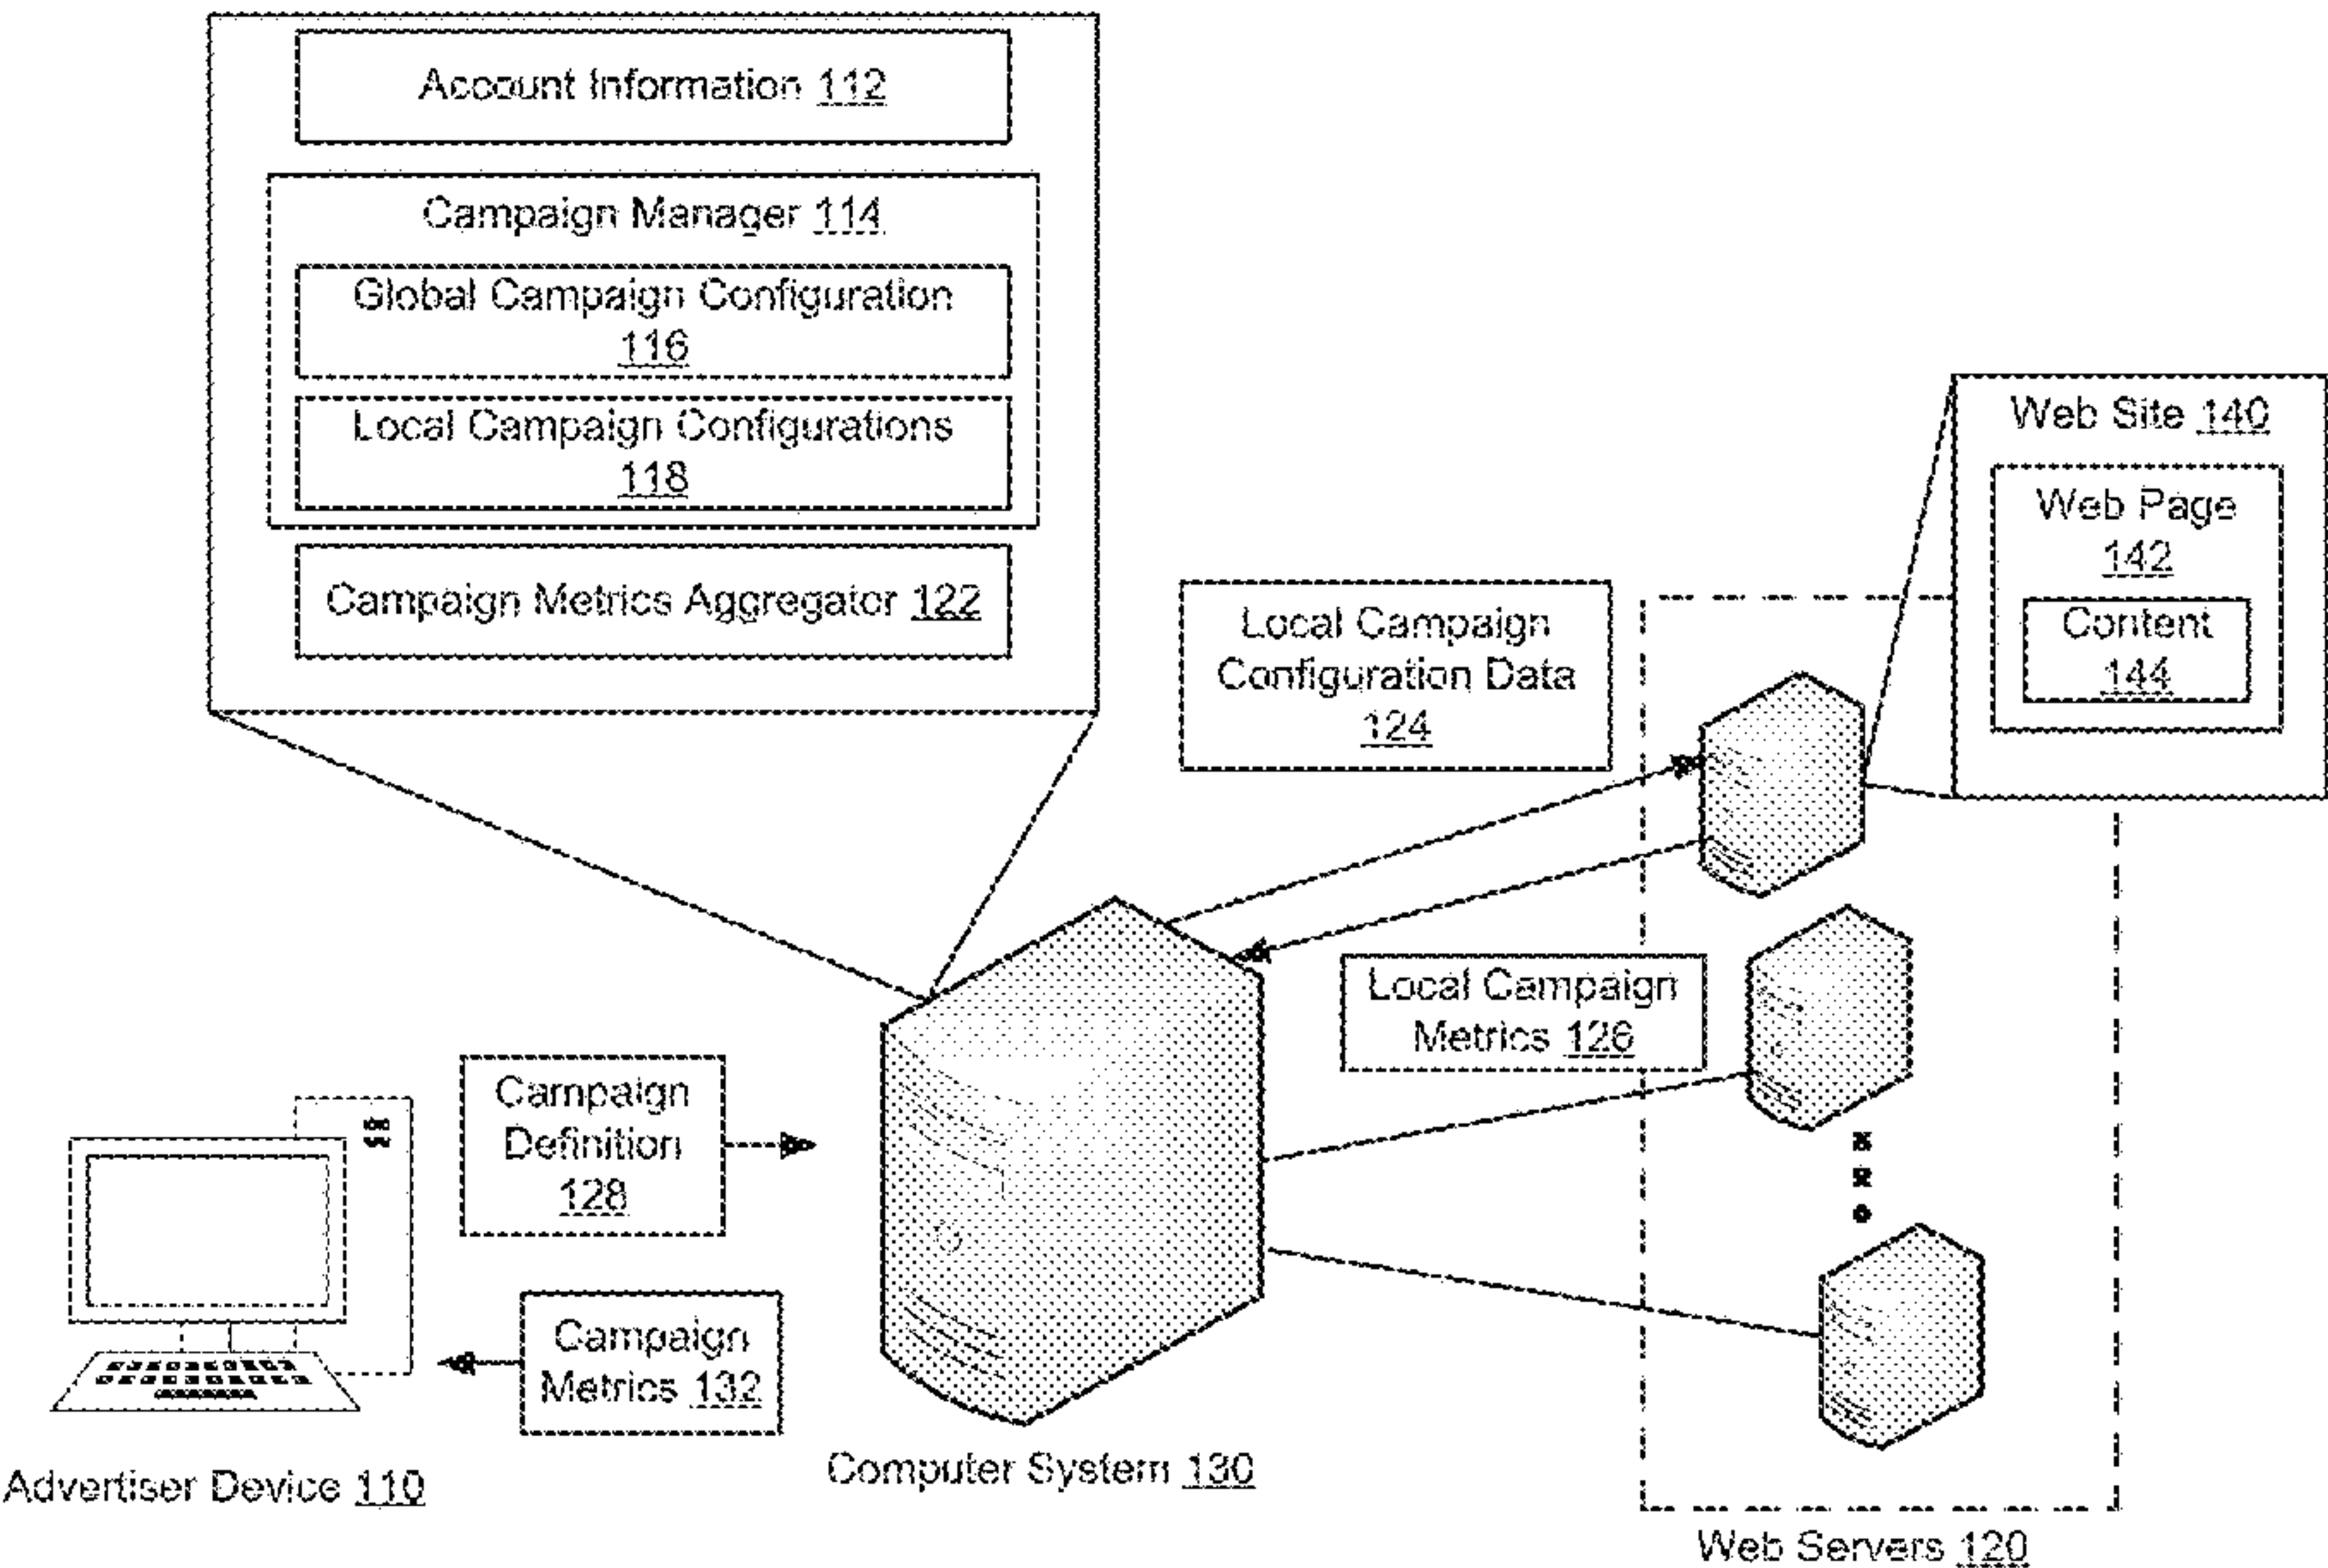 Account Information 112
Campaign Manager 114
Global Campaign Configuration
116
Local Campaign Configurations
118
Campaign Metrics Aggregator 122
Web Site 140
Web Page
142
Content
144
Local Campaign
Configuration Data
124
Local Campaign
Metrics 126
Campaign
Definition
128
Campaign
Metrics 132
Advertiser Device 110
Computer System 130
Web Servers 120